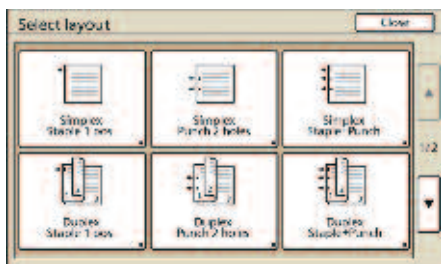 Select layout
Close
Simplex
Staple 1 pos
Simplex
Punch 2 holes
Simplex
Staple+Punch
1/2
Duplex
Staple 1 pos
Duplex
Punch 2 holes
Duplex
Staple+Punch